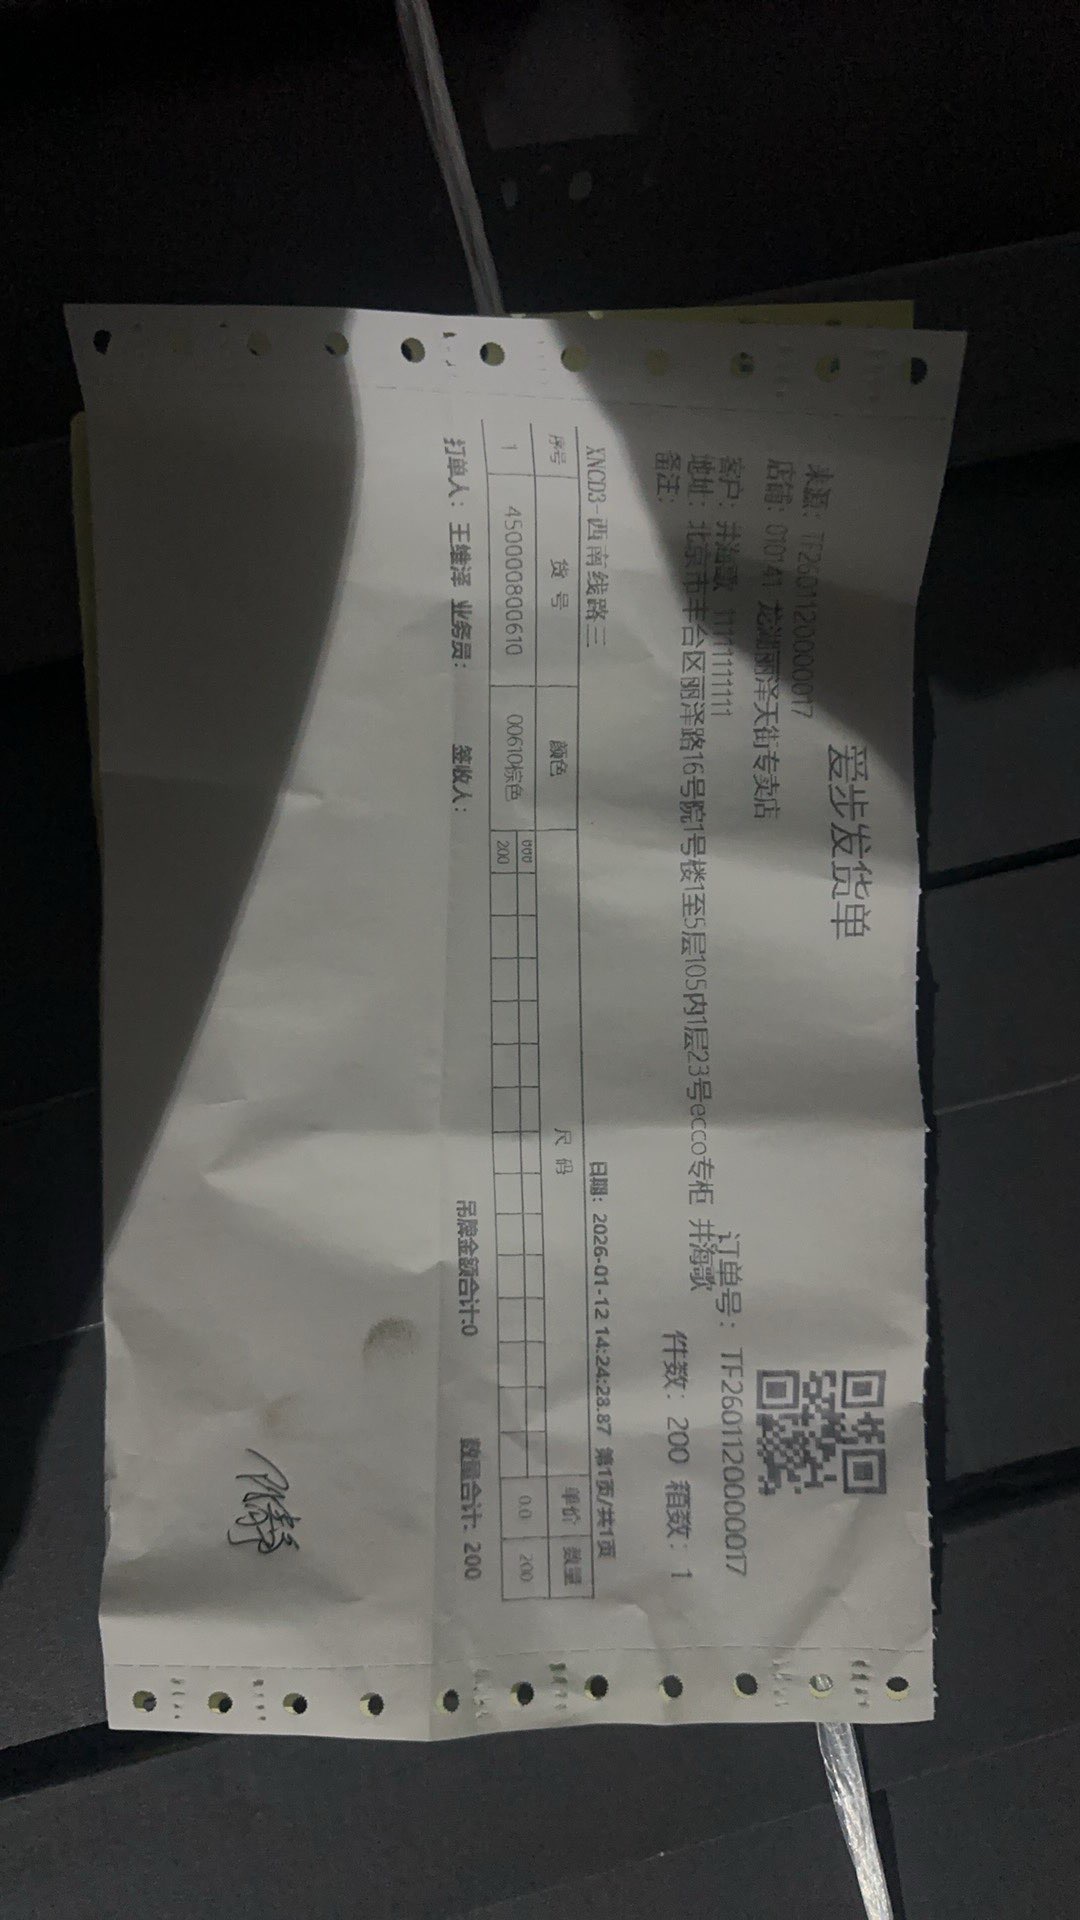 爱步发货单
来源：TF260112000017
店铺：010741 龙湖丽泽天街专卖店
客户：井海歌 11111111111
订单号：TF260112000017
地址：北京市丰台区丽泽路16号院1号楼1至5层105内1层23号ecco专柜 井海歌
备注：
件数：200 箱数：1
XNCD3-西南线路三
日期：2026-01-12 14:24:28.87 第1页/共1页
序号 货号 颜色 尺码 单价 数量
1 450000800610 00610棕色 000 0.0 200
200
打单人：王维泽 业务员： 签收人： 吊牌金额合计:0 数量合计：200